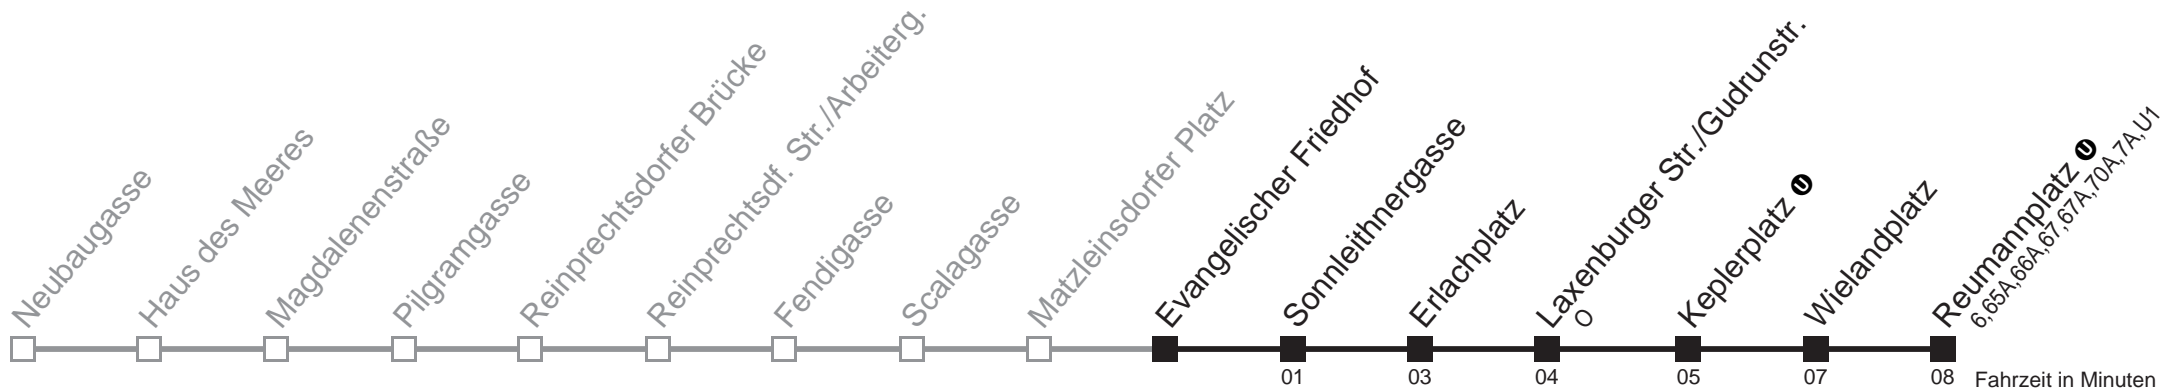 Neubaugasse
Haus des Meeres
Magdalenenstraße
Pilgramgasse
Reinprechtsdorfer Brücke
Reinprechtsdf. Str./Arbeiterg.
Fendigasse
Scalagasse
Matzleinsdorfer Platz
Evangelischer Friedhof
Sonnleithnergasse
Erlachplatz
Laxenburger Str./Gudrunstr.
O
Keplerplatz U
Wielandplatz
Reumannplatz U
6,65A,66A,67,67A,70A,7A,U1
01 03 04 05 07 08 Fahrzeit in Minuten